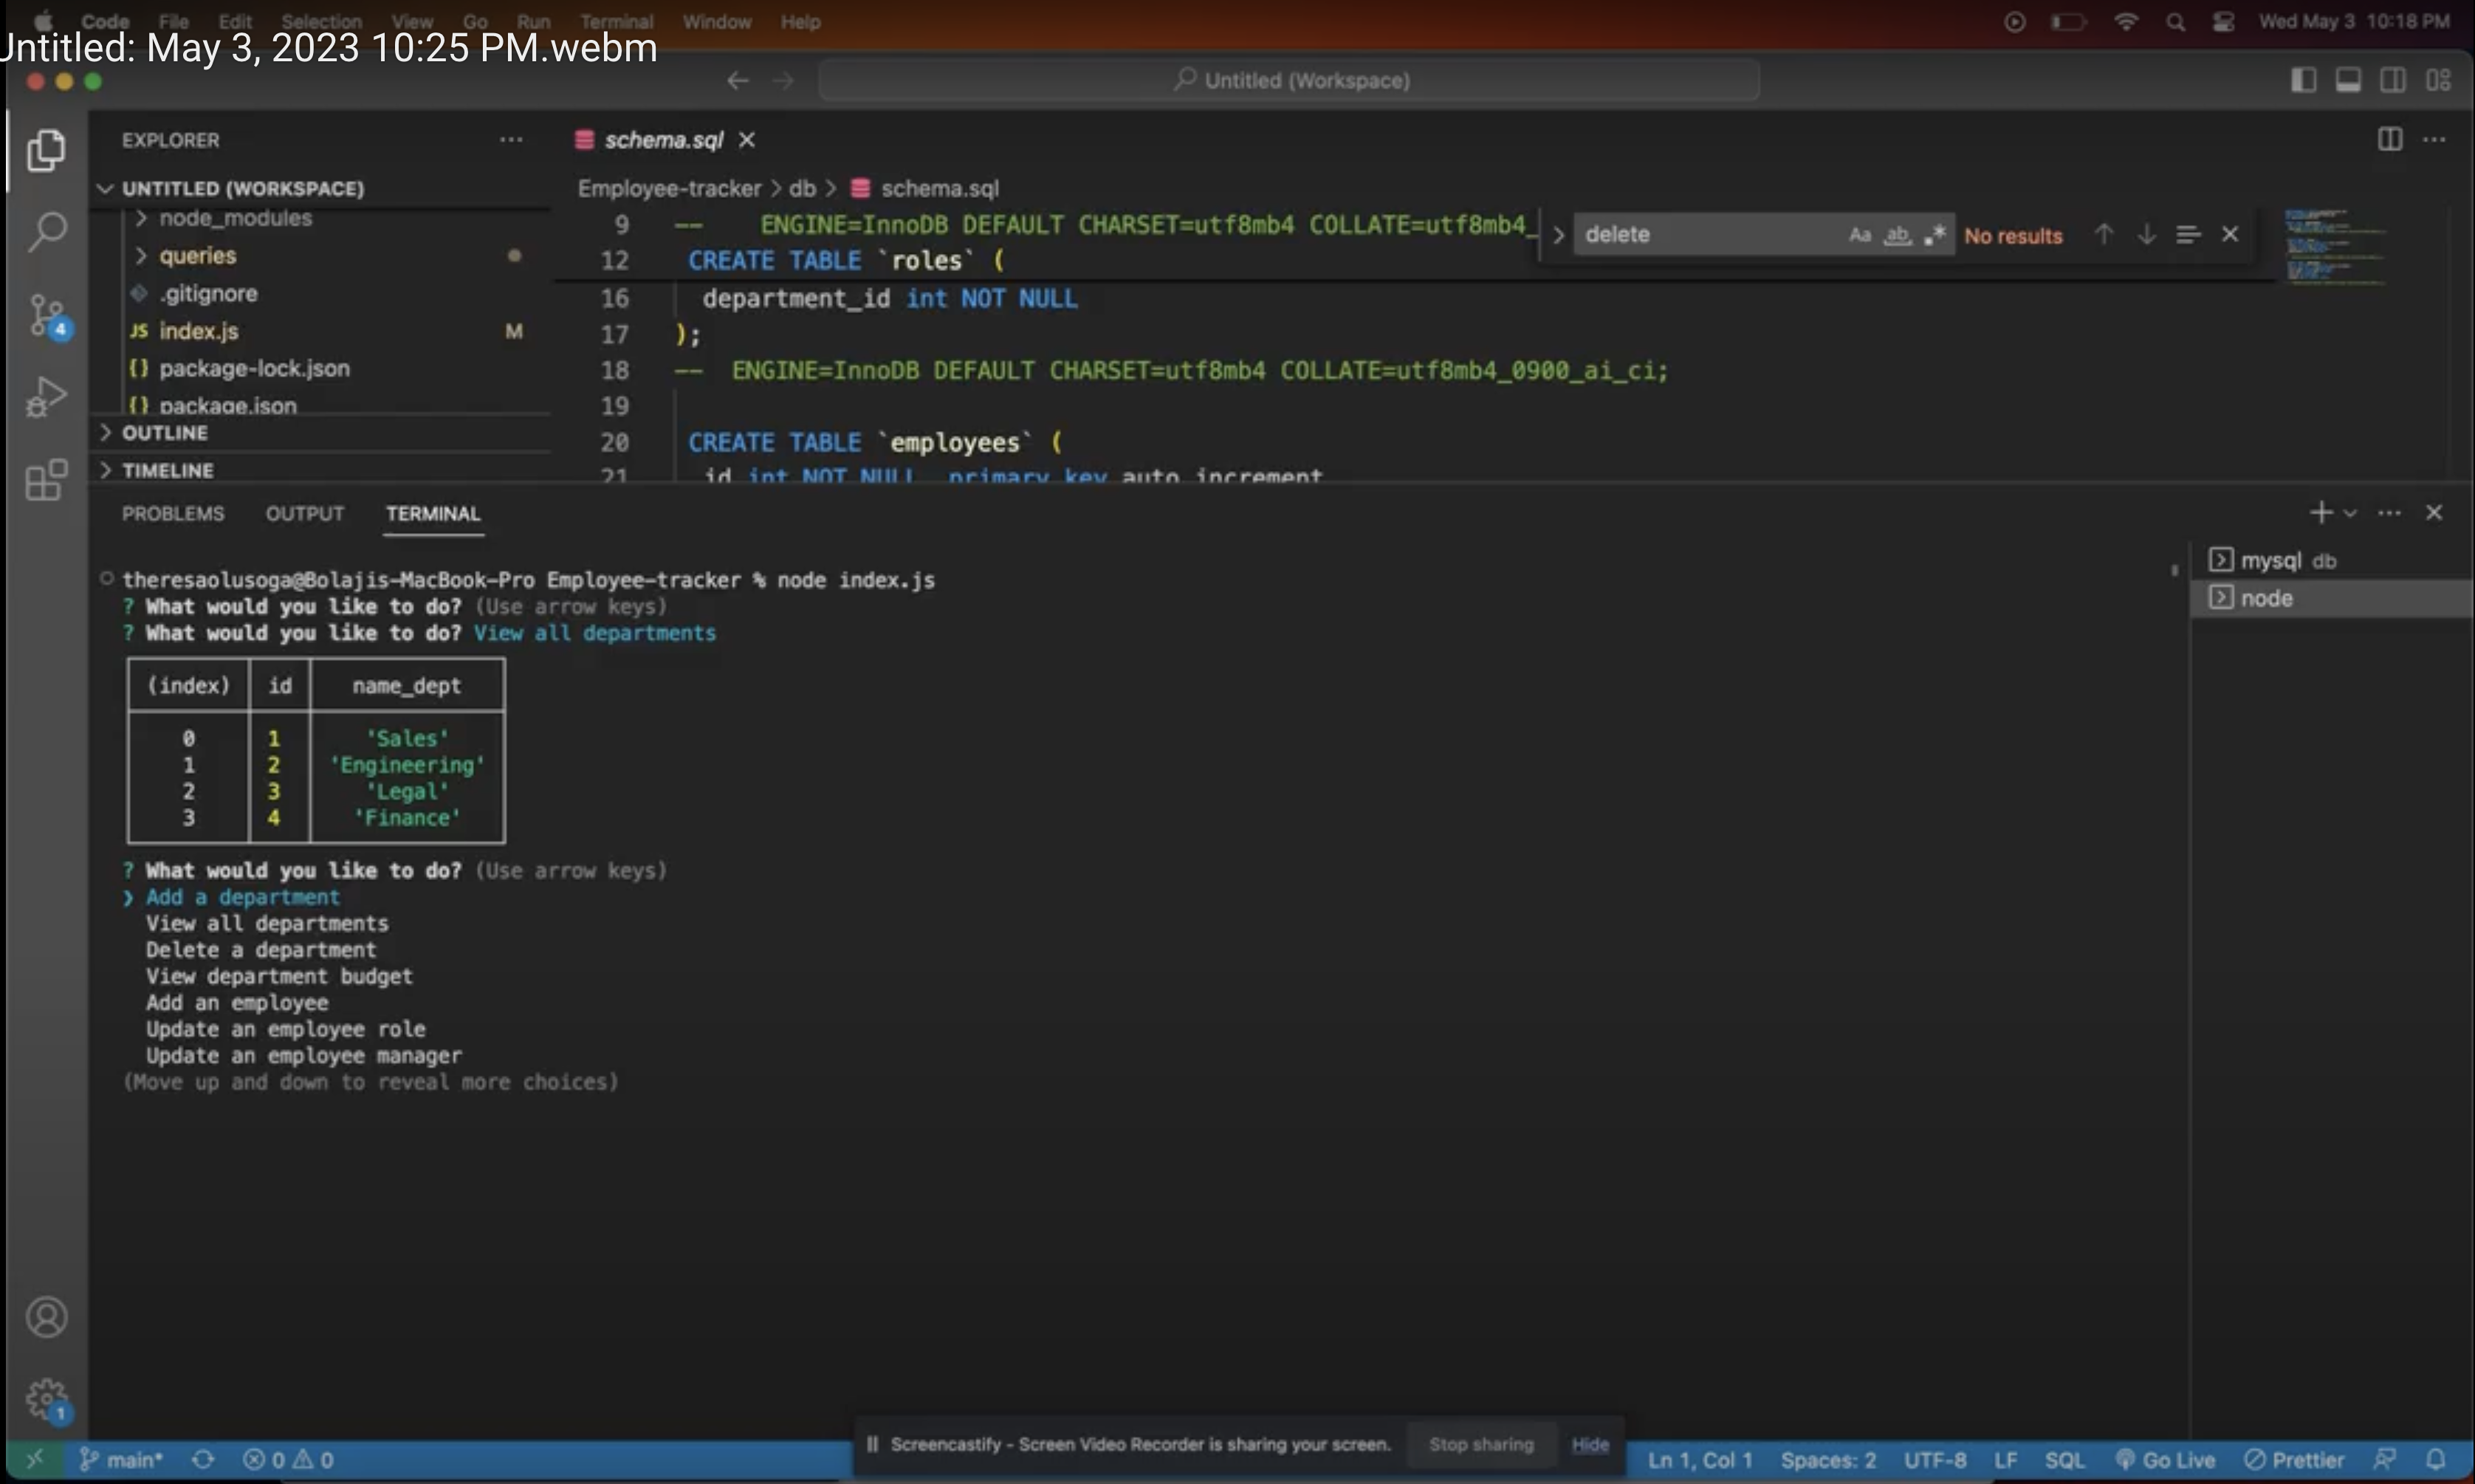 Code File Edit Selection View Go Run Terminal Window Help
Wed May 3 10:18 PM
Untitled: May 3, 2023 10:25 PM.webm
Untitled (Workspace)
EXPLORER
UNTITLED (WORKSPACE)
node_modules
queries
.gitignore
JS index.js M
{} package-lock.json
{} package.json
OUTLINE
TIMELINE
4
schema.sql
Employee-tracker > db > schema.sql
9 -- ENGINE=InnoDB DEFAULT CHARSET=utf8mb4 COLLATE=utf8mb4_
12 CREATE TABLE `roles` (
16 department_id int NOT NULL
17 );
18 -- ENGINE=InnoDB DEFAULT CHARSET=utf8mb4 COLLATE=utf8mb4_0900_ai_ci;
19
20 CREATE TABLE `employees` (
21 id int NOT NULL primary key auto_increment
delete Aa ab .* No results
PROBLEMS OUTPUT TERMINAL
mysql db
node
theresaolusoga@Bolajis-MacBook-Pro Employee-tracker % node index.js
? What would you like to do? (Use arrow keys)
? What would you like to do? View all departments
(index) id name_dept
0 1 'Sales'
1 2 'Engineering'
2 3 'Legal'
3 4 'Finance'
? What would you like to do? (Use arrow keys)
❯ Add a department
View all departments
Delete a department
View department budget
Add an employee
Update an employee role
Update an employee manager
(Move up and down to reveal more choices)
1
Screencastify - Screen Video Recorder is sharing your screen. Stop sharing Hide
main* 0 0
Ln 1, Col 1 Spaces: 2 UTF-8 LF SQL Go Live Prettier